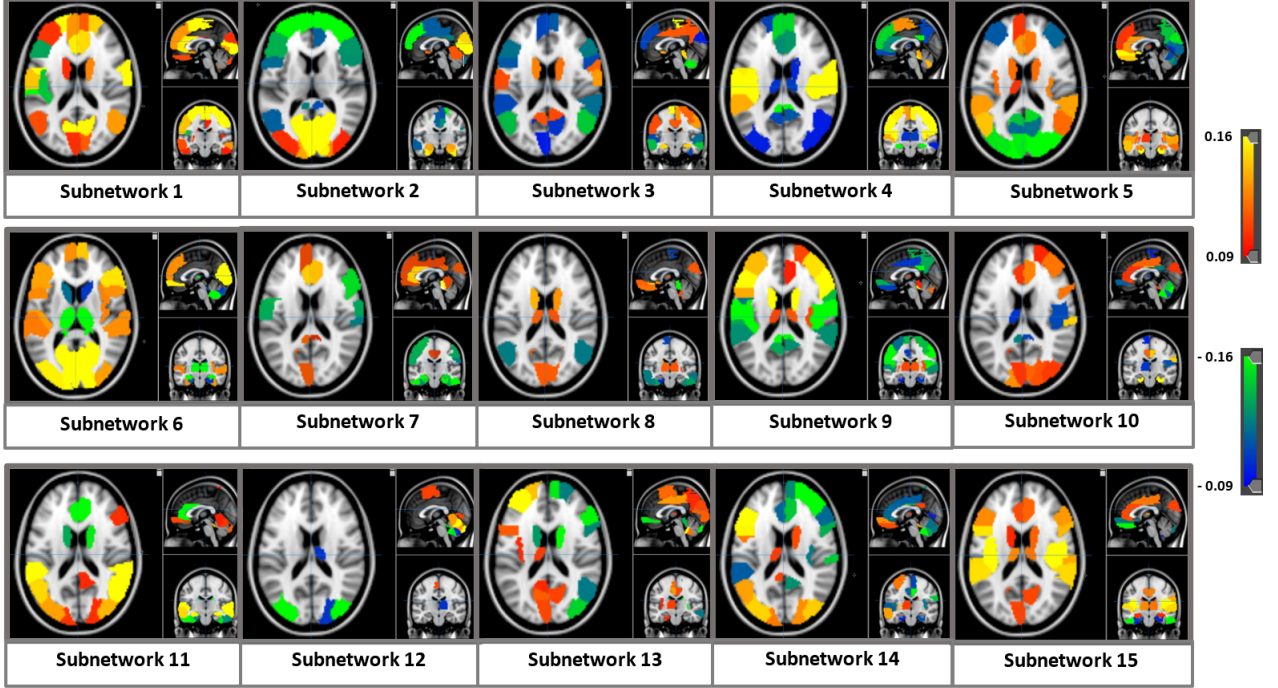 Subnetwork 1
Subnetwork 2
Subnetwork 3
Subnetwork 4
Subnetwork 5
0.16
0.09
Subnetwork 6
Subnetwork 7
Subnetwork 8
Subnetwork 9
Subnetwork 10
- 0.16
- 0.09
Subnetwork 11
Subnetwork 12
Subnetwork 13
Subnetwork 14
Subnetwork 15